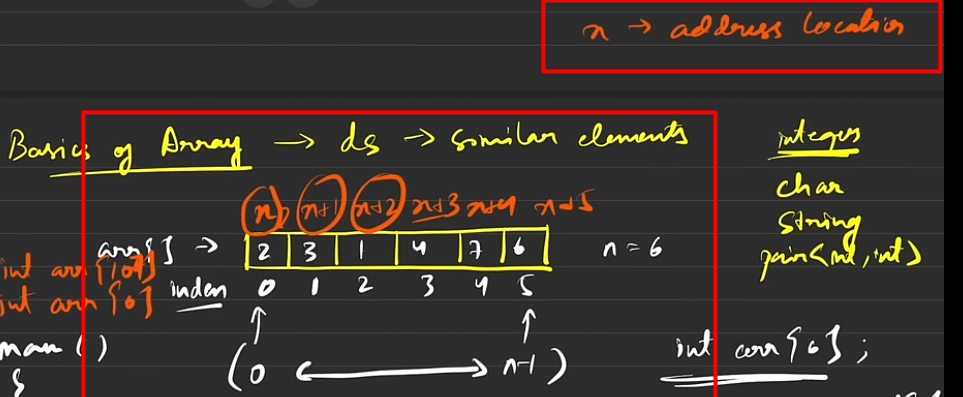 x → address location
Basics of Array → ds → similar elements
integers
char
string
pair<int, int>
x x+1 x+2 x+3 x+4 x+5
arr[] → 2 3 1 4 7 6 n = 6
index 0 1 2 3 4 5
int arr[10⁷]
int arr[6]
main ()
{
(0 ↔ n-1)
int arr[6];